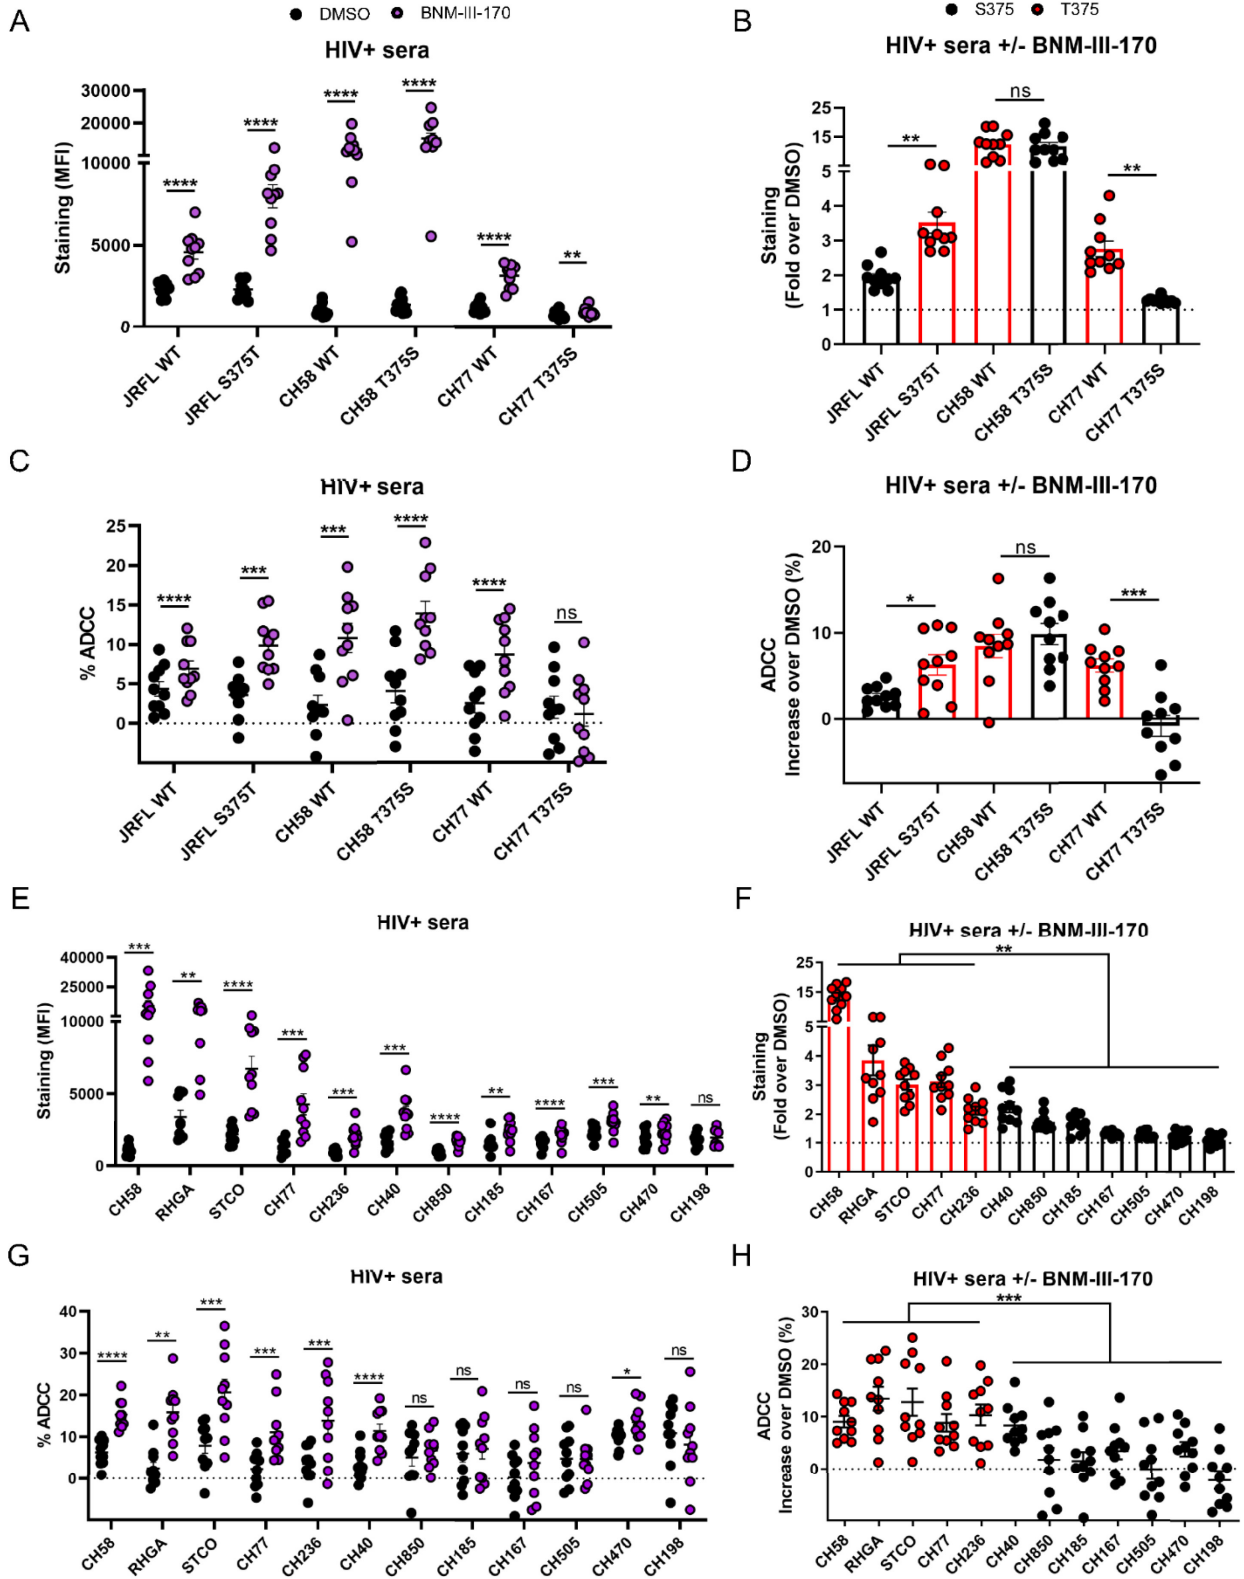 A
DMSO BNM-III-170
HIV+ sera
Staining (MFI)
30000
20000
10000
5000
0
**** **** **** **** **** **
JRFL WT JRFL S375T CH58 WT CH58 T375S CH77 WT CH77 T375S
B
S375 T375
HIV+ sera +/- BNM-III-170
Staining
(Fold over DMSO)
25
15
5
4
3
2
1
0
** ns **
JRFL WT JRFL S375T CH58 WT CH58 T375S CH77 WT CH77 T375S
C
HIV+ sera
% ADCC
25
20
15
10
5
0
**** *** *** **** **** ns
JRFL WT JRFL S375T CH58 WT CH58 T375S CH77 WT CH77 T375S
D
HIV+ sera +/- BNM-III-170
ADCC
Increase over DMSO (%)
20
10
0
* ns ***
JRFL WT JRFL S375T CH58 WT CH58 T375S CH77 WT CH77 T375S
E
HIV+ sera
Staining (MFI)
40000
25000
10000
5000
0
*** ** **** *** *** *** **** ** **** *** ** ns
CH58 RHGA STCO CH77 CH236 CH40 CH850 CH185 CH167 CH505 CH470 CH198
F
HIV+ sera +/- BNM-III-170
**
Staining
(Fold over DMSO)
25
15
5
4
3
2
1
0
CH58 RHGA STCO CH77 CH236 CH40 CH850 CH185 CH167 CH505 CH470 CH198
G
HIV+ sera
% ADCC
40
30
20
10
0
**** ** *** *** *** **** ns ns ns ns * ns
CH58 RHGA STCO CH77 CH236 CH40 CH850 CH185 CH167 CH505 CH470 CH198
H
HIV+ sera +/- BNM-III-170
***
ADCC
Increase over DMSO (%)
30
20
10
0
CH58 RHGA STCO CH77 CH236 CH40 CH850 CH185 CH167 CH505 CH470 CH198